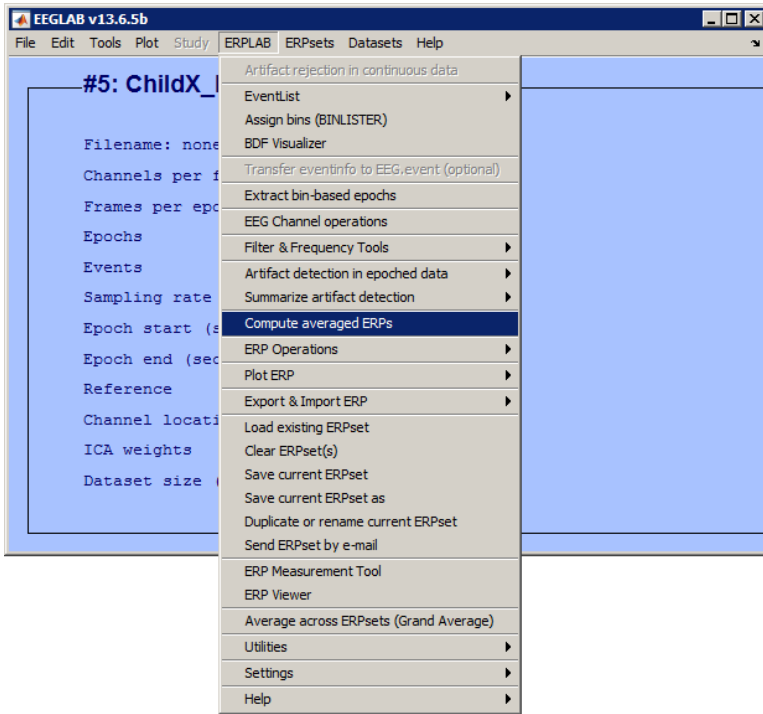 EEGLAB v13.6.5b
File Edit Tools Plot Study ERPLAB ERPsets Datasets Help
#5: ChildX_
Filename: none
Channels per f
Frames per epo
Epochs
Events
Sampling rate
Epoch start (s
Epoch end (sec
Reference
Channel locati
ICA weights
Dataset size (
Artifact rejection in continuous data
EventList
Assign bins (BINLISTER)
BDF Visualizer
Transfer eventinfo to EEG.event (optional)
Extract bin-based epochs
EEG Channel operations
Filter & Frequency Tools
Artifact detection in epoched data
Summarize artifact detection
Compute averaged ERPs
ERP Operations
Plot ERP
Export & Import ERP
Load existing ERPset
Clear ERPset(s)
Save current ERPset
Save current ERPset as
Duplicate or rename current ERPset
Send ERPset by e-mail
ERP Measurement Tool
ERP Viewer
Average across ERPsets (Grand Average)
Utilities
Settings
Help